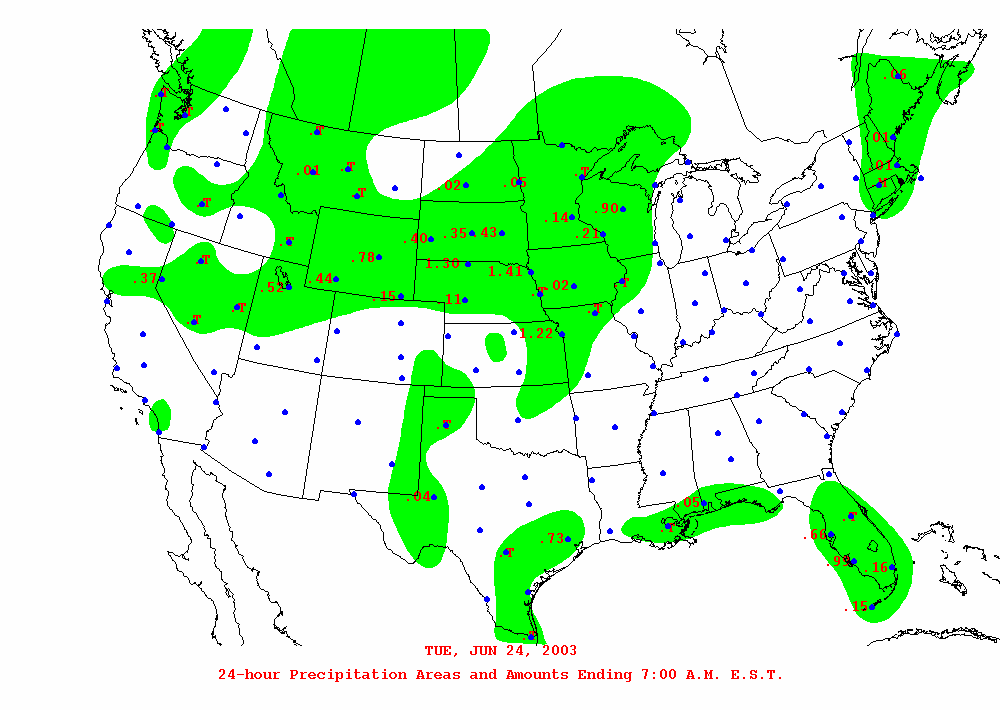 .T
.T
.T
.T
.01
.T
.T
.02
.T
.06
.01
.01
M
.T
.14
.90
.21
.40
.35
.43
.T
.78
1.30
1.41
.T
.37
.44
.52
.15
.11
.T
.02
.T
.T
.T
.T
1.22
.T
.04
.05
.T
.73
.66
.T
.16
.15
TUE, JUN 24, 2003
24-hour Precipitation Areas and Amounts Ending 7:00 A.M. E.S.T.